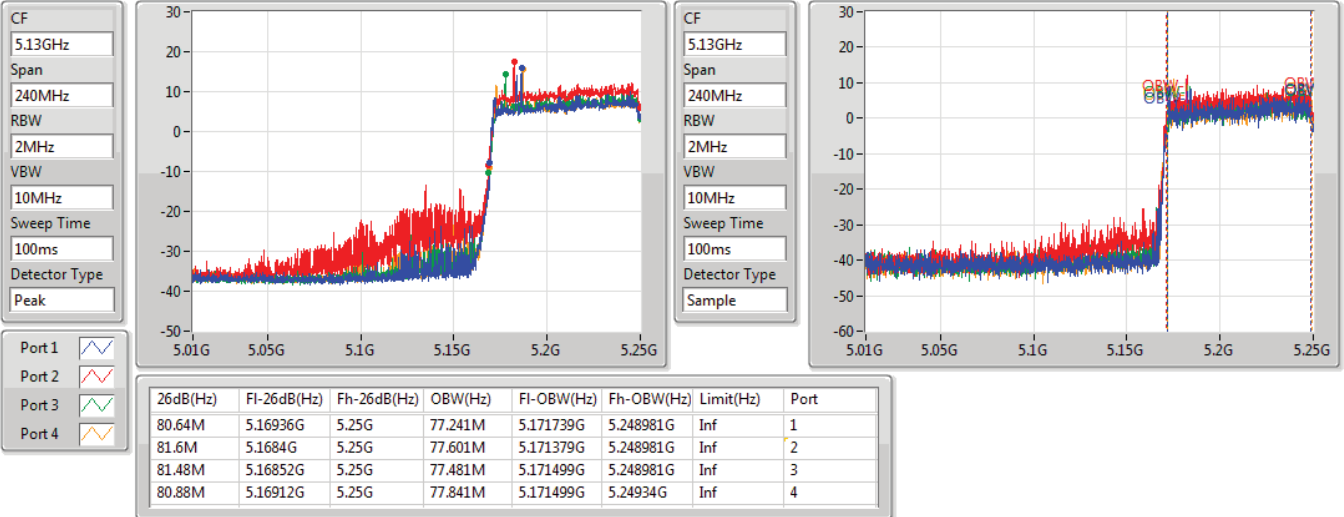 CF
5.13GHz
Span
240MHz
RBW
2MHz
VBW
10MHz
Sweep Time
100ms
Detector Type
Peak
30
20
10
0
-10
-20
-30
-40
-50
5.01G 5.05G 5.1G 5.15G 5.2G 5.25G
CF
5.13GHz
Span
240MHz
RBW
2MHz
VBW
10MHz
Sweep Time
100ms
Detector Type
Sample
30
20
10
0
-10
-20
-30
-40
-50
-60
5.01G 5.05G 5.1G 5.15G 5.2G 5.25G
Port 1
Port 2
Port 3
Port 4
26dB(Hz) Fl-26dB(Hz) Fh-26dB(Hz) OBW(Hz) Fl-OBW(Hz) Fh-OBW(Hz) Limit(Hz) Port
80.64M 5.16936G 5.25G 77.241M 5.171739G 5.248981G Inf 1
81.6M 5.1684G 5.25G 77.601M 5.171379G 5.248981G Inf 2
81.48M 5.16852G 5.25G 77.481M 5.171499G 5.248981G Inf 3
80.88M 5.16912G 5.25G 77.841M 5.171499G 5.24934G Inf 4